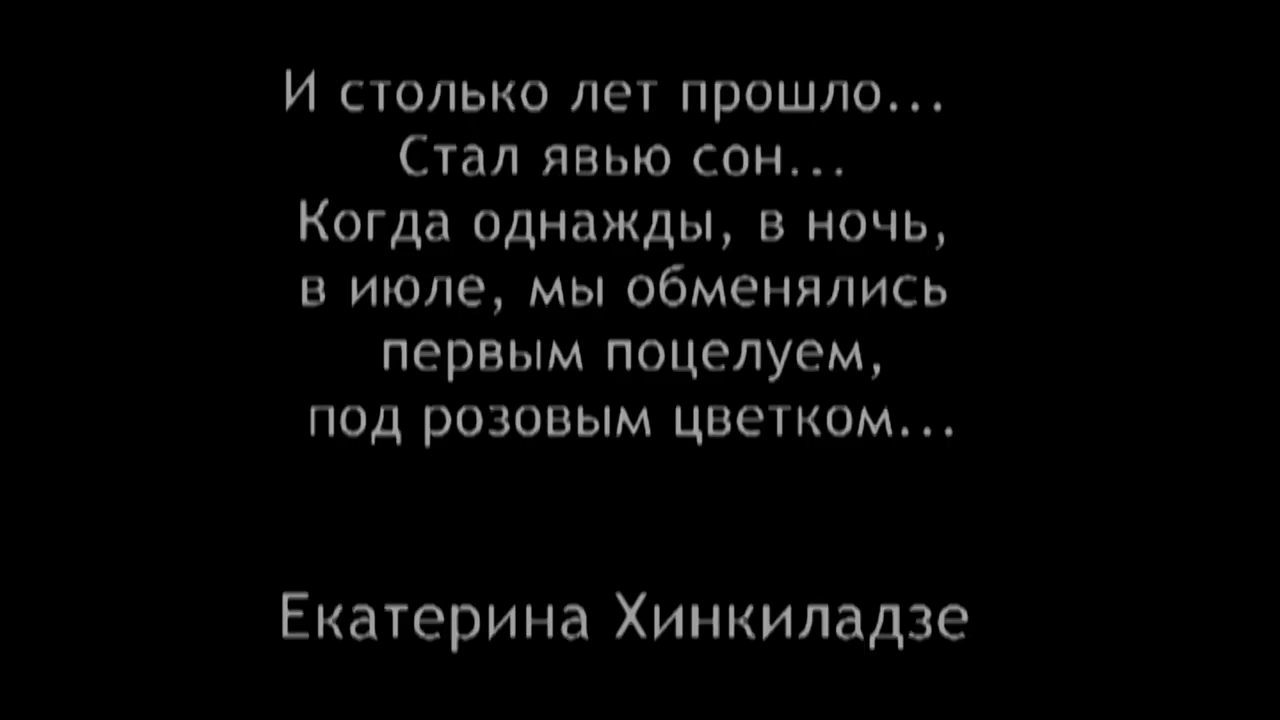 И столько лет прошло...
Стал явью сон...
Когда однажды, в ночь,
в июле, мы обменялись
первым поцелуем,
под розовым цветком...
Екатерина Хинкиладзе